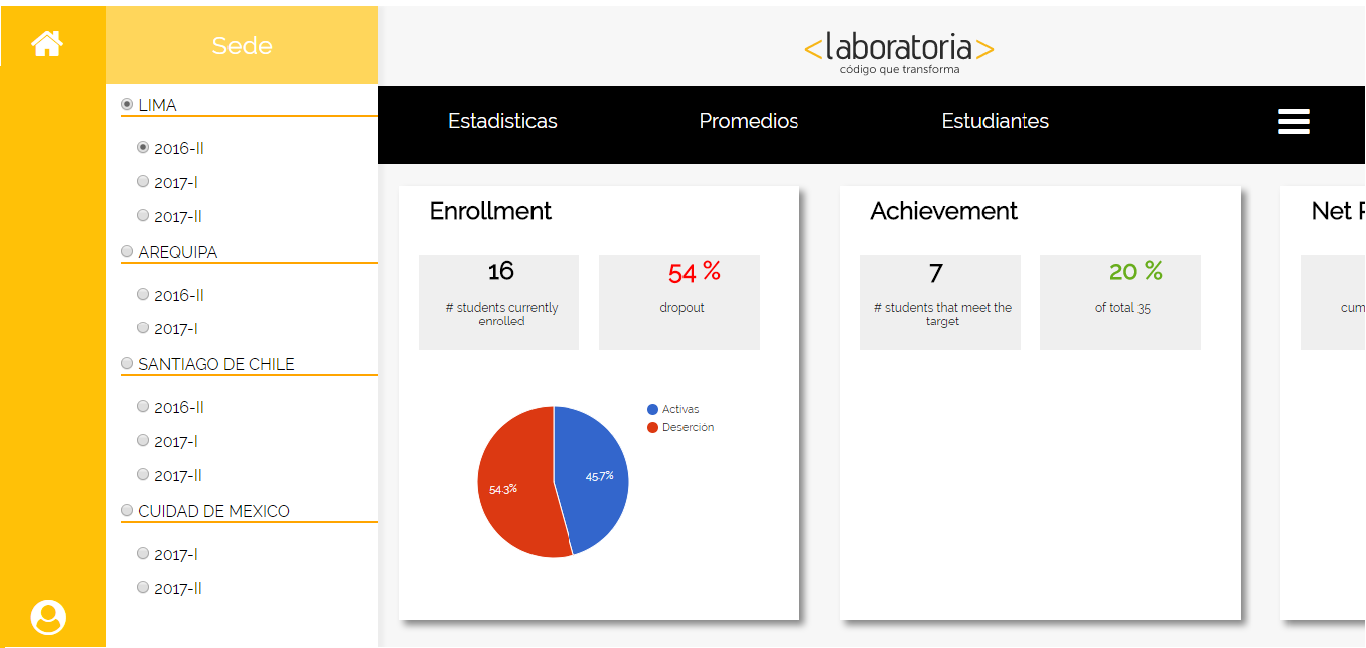 Sede
LIMA
2016-II
2017-I
2017-II
AREQUIPA
2016-II
2017-I
SANTIAGO DE CHILE
2016-II
2017-I
2017-II
CUIDAD DE MEXICO
2017-I
2017-II
<laboratoria>
código que transforma
Estadisticas Promedios Estudiantes
Enrollment
16
# students currently
enrolled
54 %
dropout
Activas
Deserción
54.3%
45.7%
Achievement
7
# students that meet the
target
20 %
of total 35
Net
cum